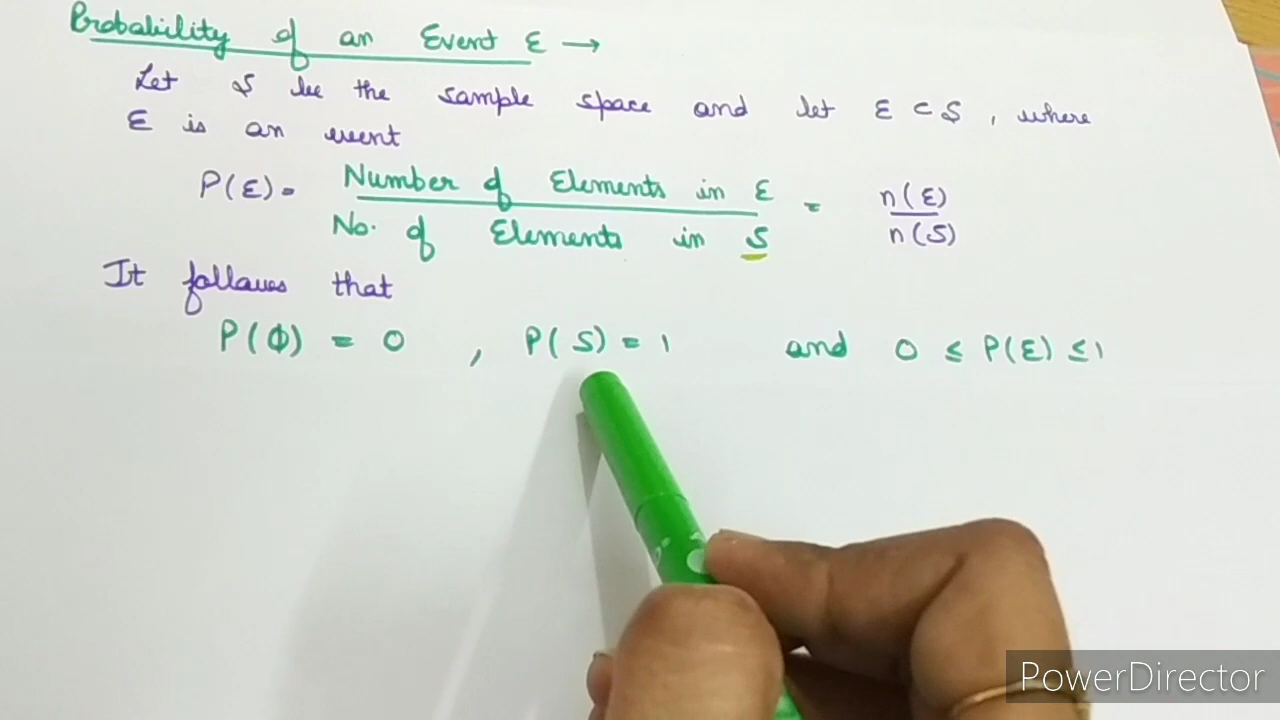 Probability of an Event E →
Let S be the sample space and let E ⊂ S, where
E is an event
P(E) = Number of Elements in E / No. of Elements in S = n(E) / n(S)
It follows that
P(Φ) = 0 , P(S) = 1 and 0 ≤ P(E) ≤ 1
PowerDirector